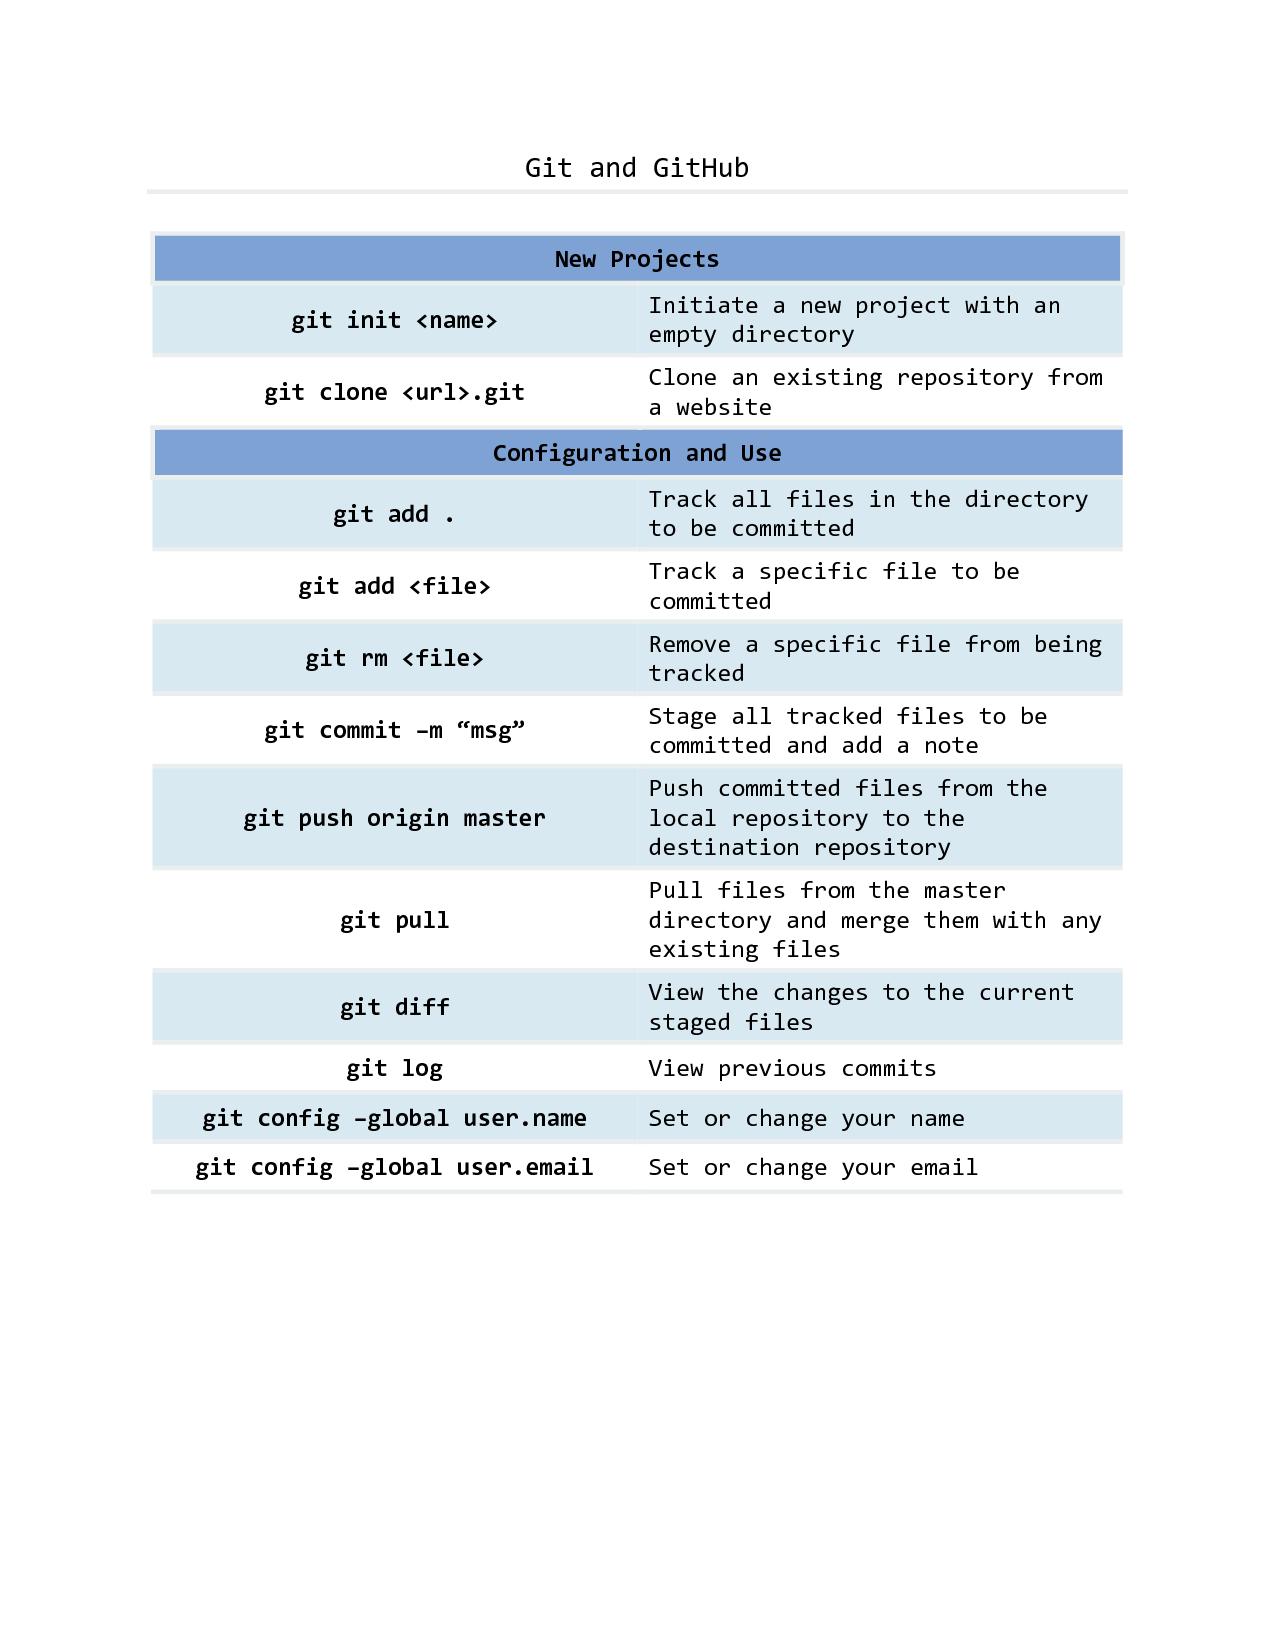 Git and GitHub
New Projects
git init <name>
Initiate a new project with an
empty directory
git clone <url>.git
Clone an existing repository from
a website
Configuration and Use
git add .
Track all files in the directory
to be committed
git add <file>
Track a specific file to be
committed
git rm <file>
Remove a specific file from being
tracked
git commit –m “msg”
Stage all tracked files to be
committed and add a note
git push origin master
Push committed files from the
local repository to the
destination repository
git pull
Pull files from the master
directory and merge them with any
existing files
git diff
View the changes to the current
staged files
git log
View previous commits
git config –global user.name
Set or change your name
git config –global user.email
Set or change your email